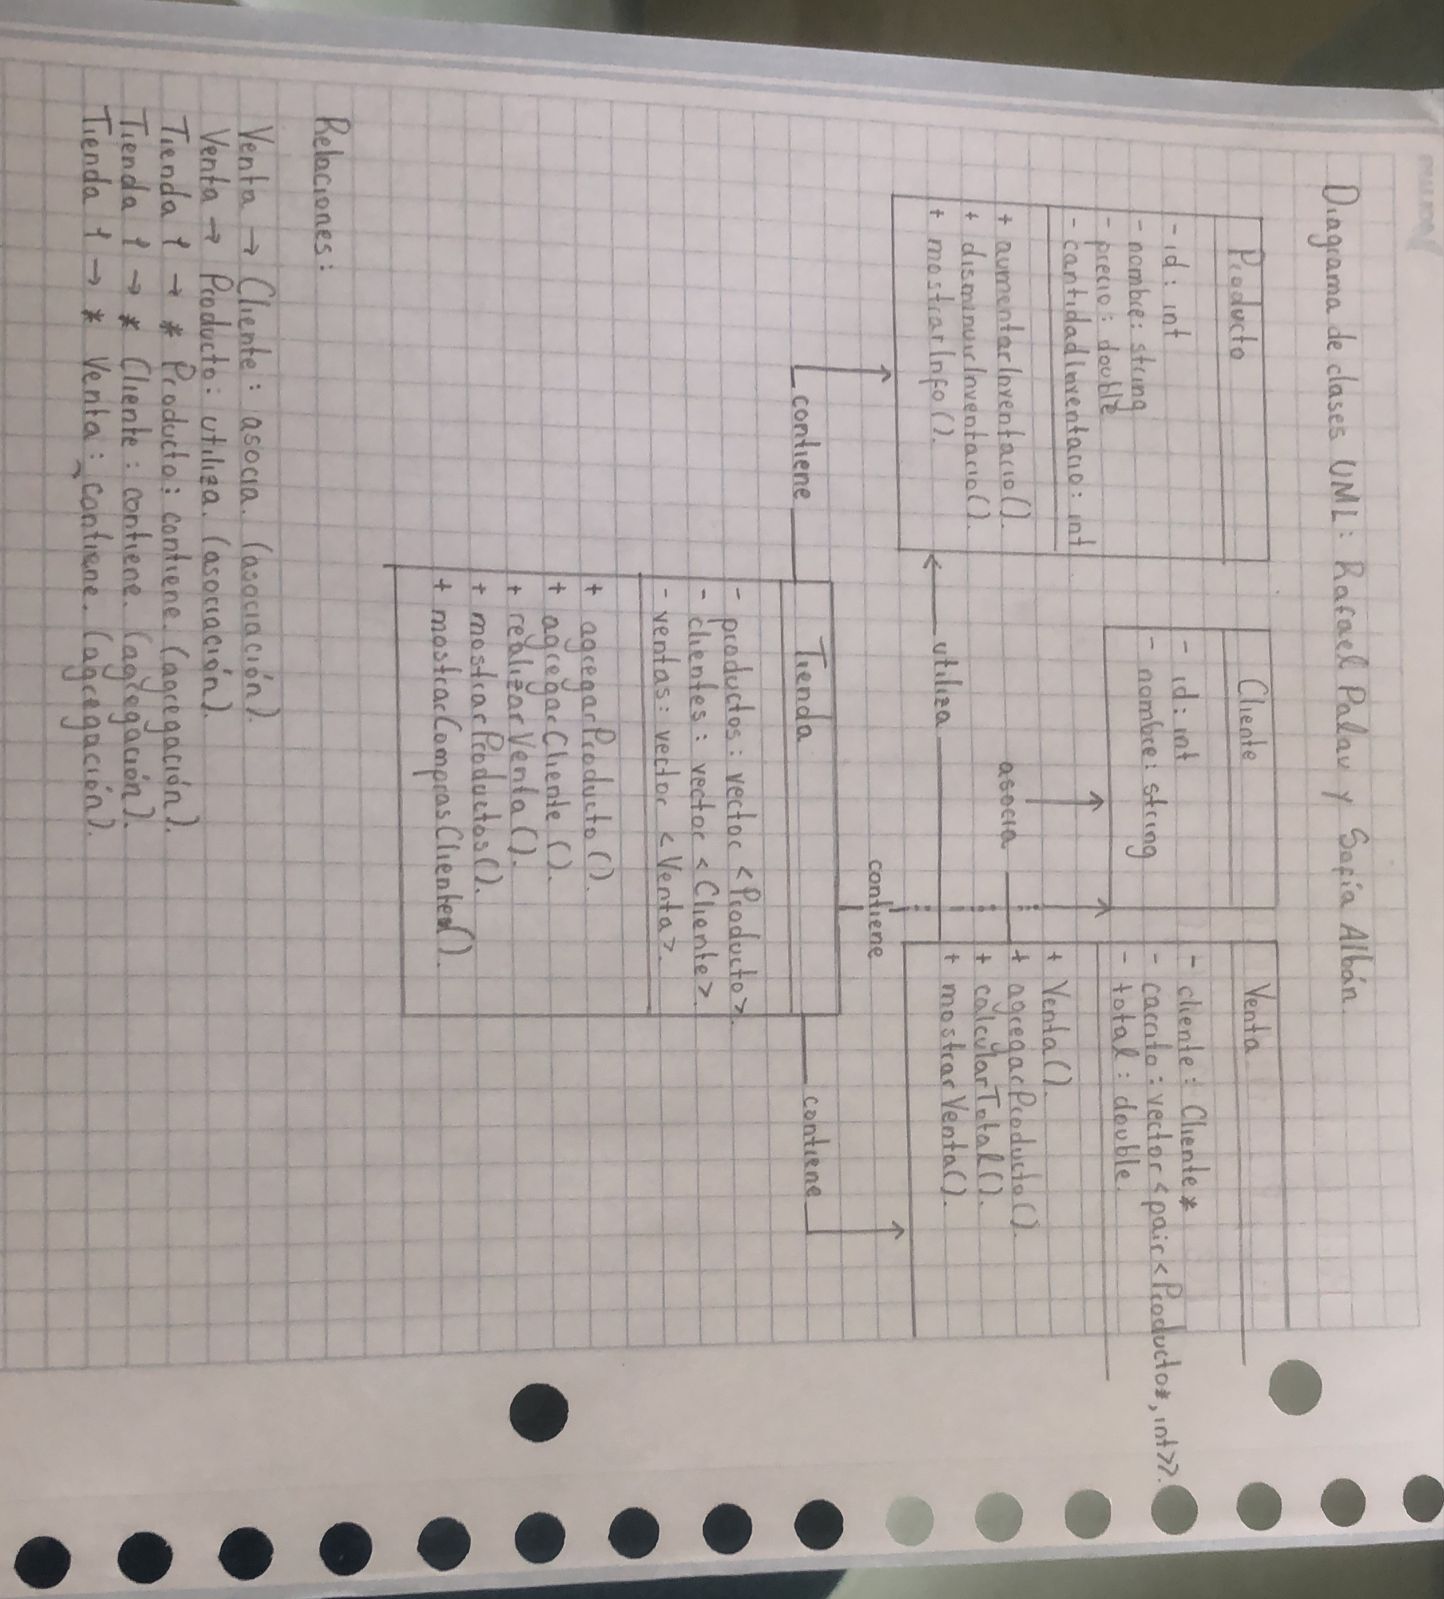 Diagrama de clases UML: Rafael Palau y Sofía Albán.
Producto
- id: int
- nombre: string
- precio: double
- cantidadInventario: int
+ aumentarInventario().
+ disminuirInventario().
+ mostrarInfo().
Cliente
- id: int
- nombre: string
Venta
- cliente: Cliente*
- carrito: vector<pair<Producto*, int>>.
- total: double.
+ Venta().
+ agregarProducto().
+ calcularTotal().
+ mostrarVenta().
utiliza
asocia
contiene
contiene
contiene
Tienda
- productos: vector <Producto>.
- clientes: vector <Cliente>.
- ventas: vector <Venta>.
+ agregarProducto().
+ agregarCliente().
+ realizarVenta().
+ mostrarProductos().
+ mostrarComprasCliente().
Relaciones:
Venta → Cliente: asocia. (asociación).
Venta → Producto: utiliza. (asociación).
Tienda 1 → * Producto: contiene. (agregación).
Tienda 1 → * Cliente: contiene. (agregación).
Tienda 1 → * Venta: contiene. (agregación).